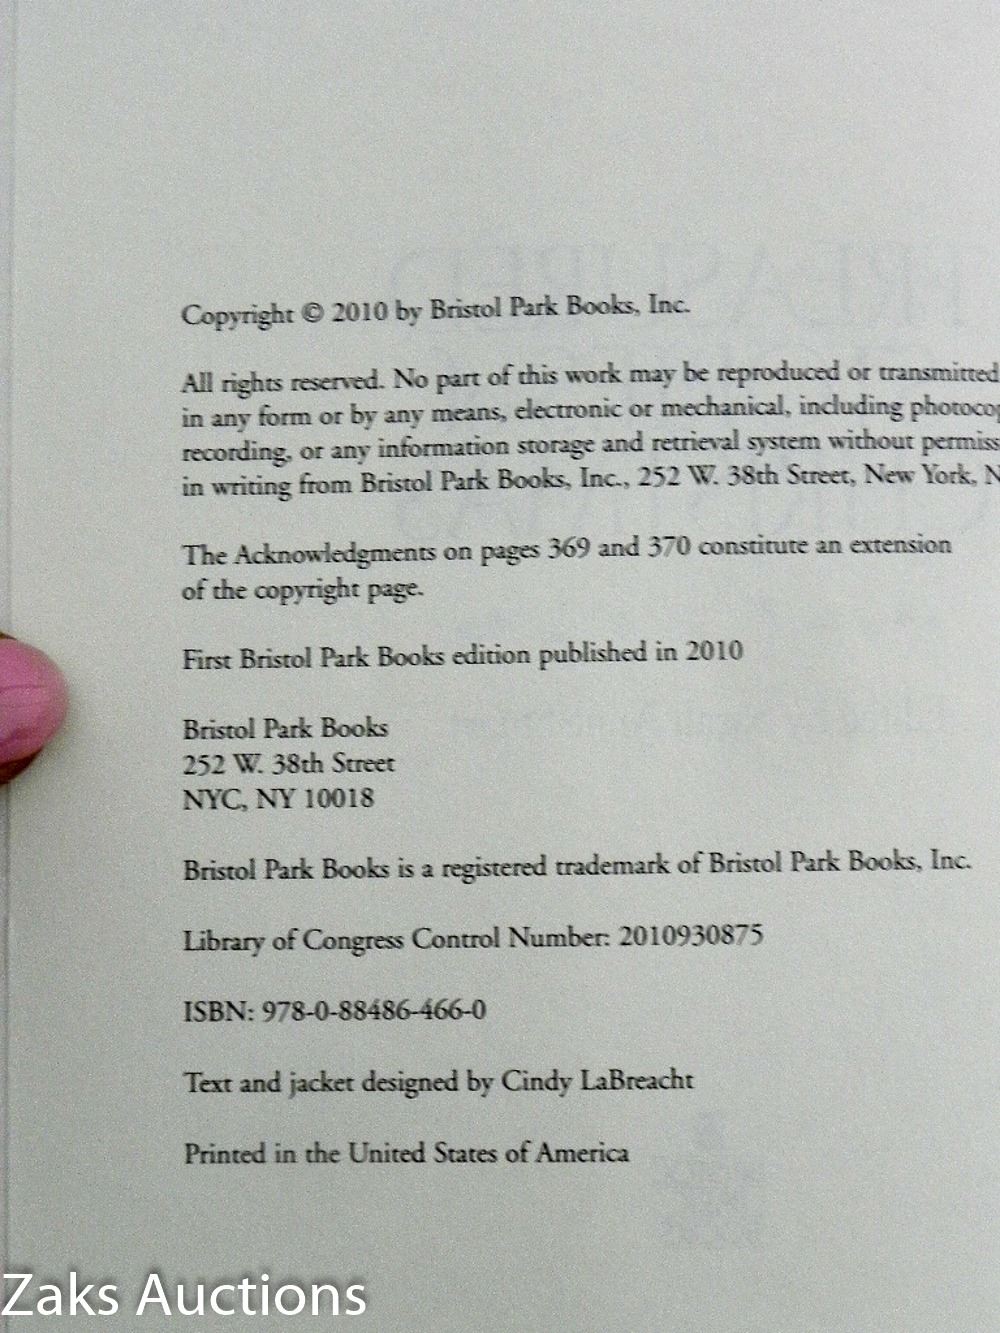 Copyright © 2010 by Bristol Park Books, Inc.
All rights reserved. No part of this work may be reproduced or transmitted
in any form or by any means, electronic or mechanical, including photocop
recording, or any information storage and retrieval system without permiss
in writing from Bristol Park Books, Inc., 252 W. 38th Street, New York, N
The Acknowledgments on pages 369 and 370 constitute an extension
of the copyright page.
First Bristol Park Books edition published in 2010
Bristol Park Books
252 W. 38th Street
NYC, NY 10018
Bristol Park Books is a registered trademark of Bristol Park Books, Inc.
Library of Congress Control Number: 2010930875
ISBN: 978-0-88486-466-0
Text and jacket designed by Cindy LaBreacht
Printed in the United States of America
Zaks Auctions